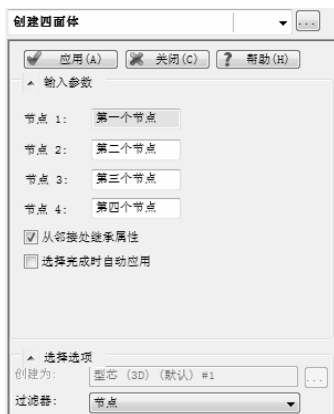 创建四面体 ...
应用(A) 关闭(C) ? 帮助(H)
输入参数
节点 1: 第一个节点
节点 2: 第二个节点
节点 3: 第三个节点
节点 4: 第四个节点
从邻接处继承属性
选择完成时自动应用
选择选项
创建为: 型芯 (3D) (默认) #1 ...
过滤器: 节点